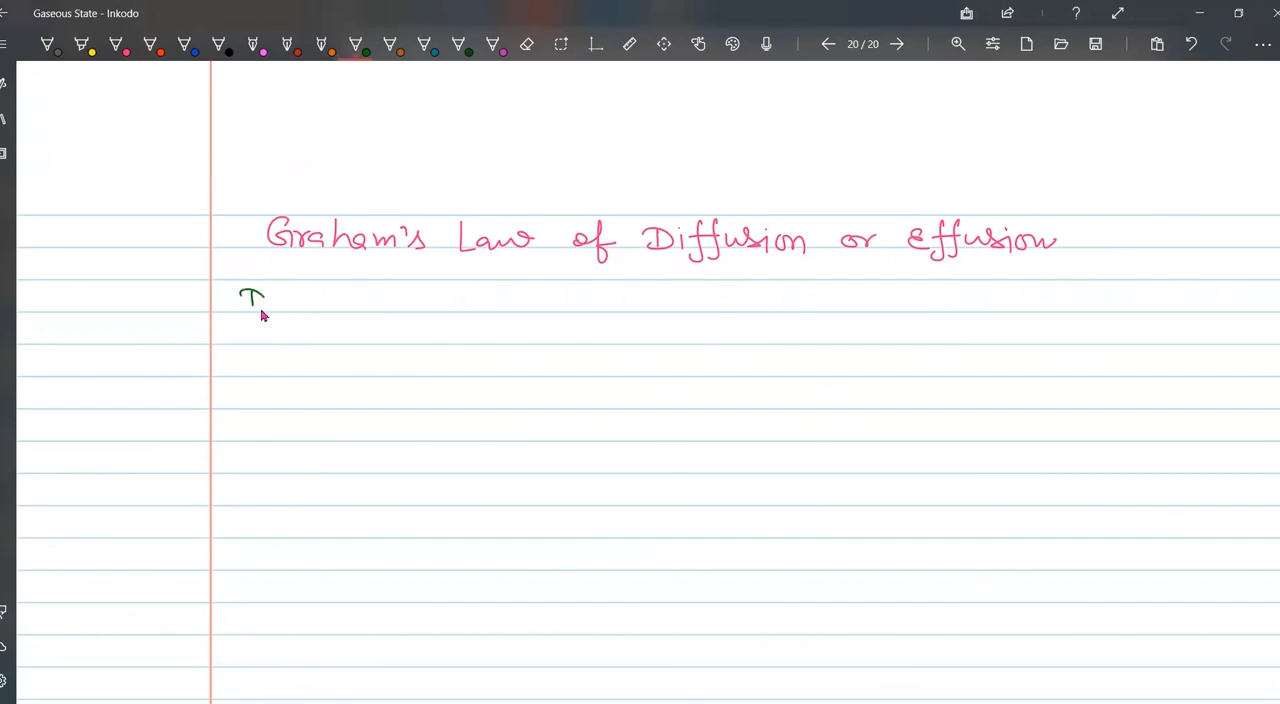 Gaseous State - Inkodo
20 / 20
Graham's Law of Diffusion or Effusion
T